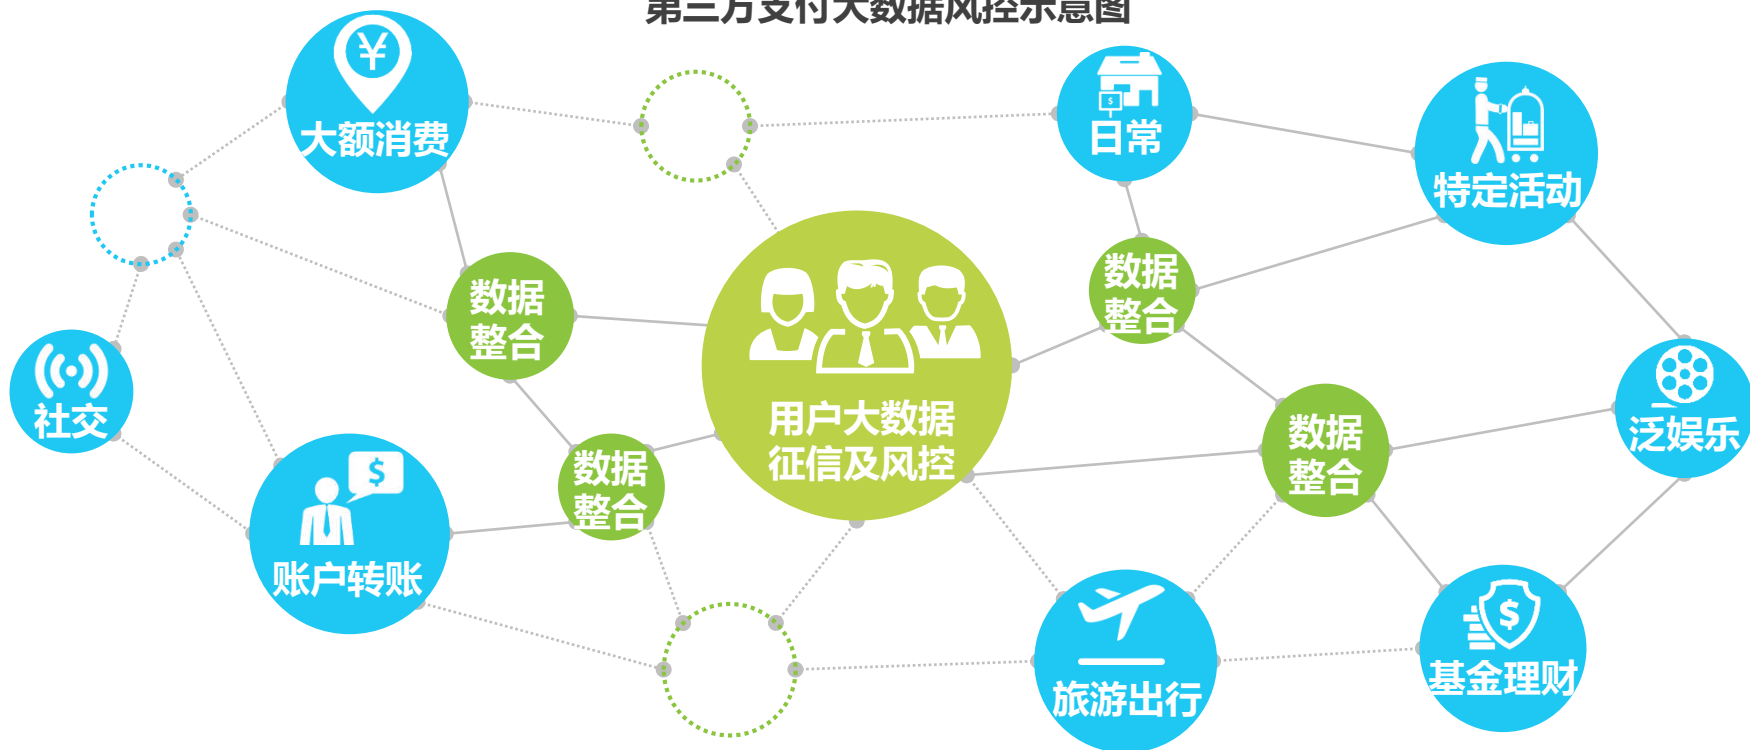 第三方支付大数据风控示意图
¥
大额消费
$
日常
特定活动
数据
整合
数据
整合
社交
用户大数据
征信及风控
数据
整合
泛娱乐
$
账户转账
数据
整合
旅游出行
$
基金理财